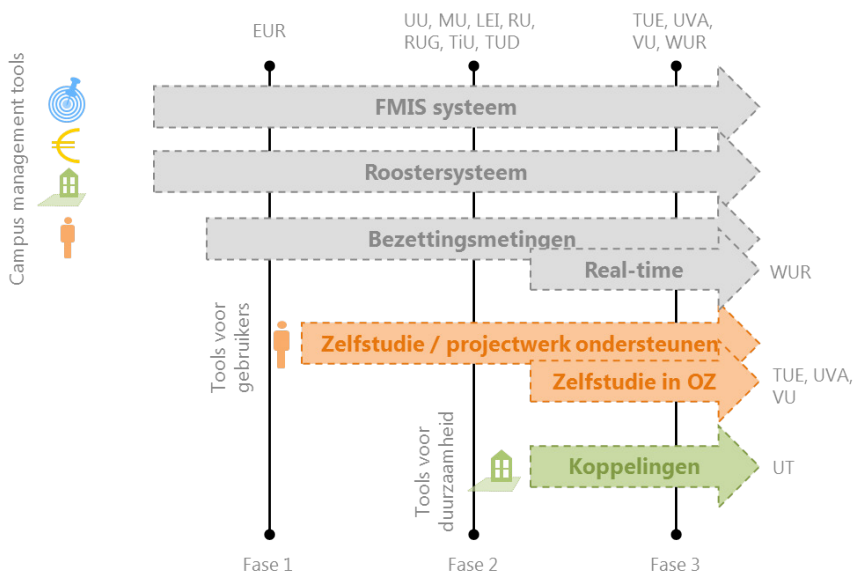 EUR
UU, MU, LEI, RU,
RUG, TiU, TUD
TUE, UVA,
VU, WUR
Campus management tools
FMIS systeem
Roostersysteem
Bezettingsmetingen
Real-time
WUR
Tools voor
gebruikers
Zelfstudie / projectwerk ondersteunen
Zelfstudie in OZ
TUE, UVA,
VU
Tools voor
duurzaamheid
Koppelingen
UT
Fase 1
Fase 2
Fase 3